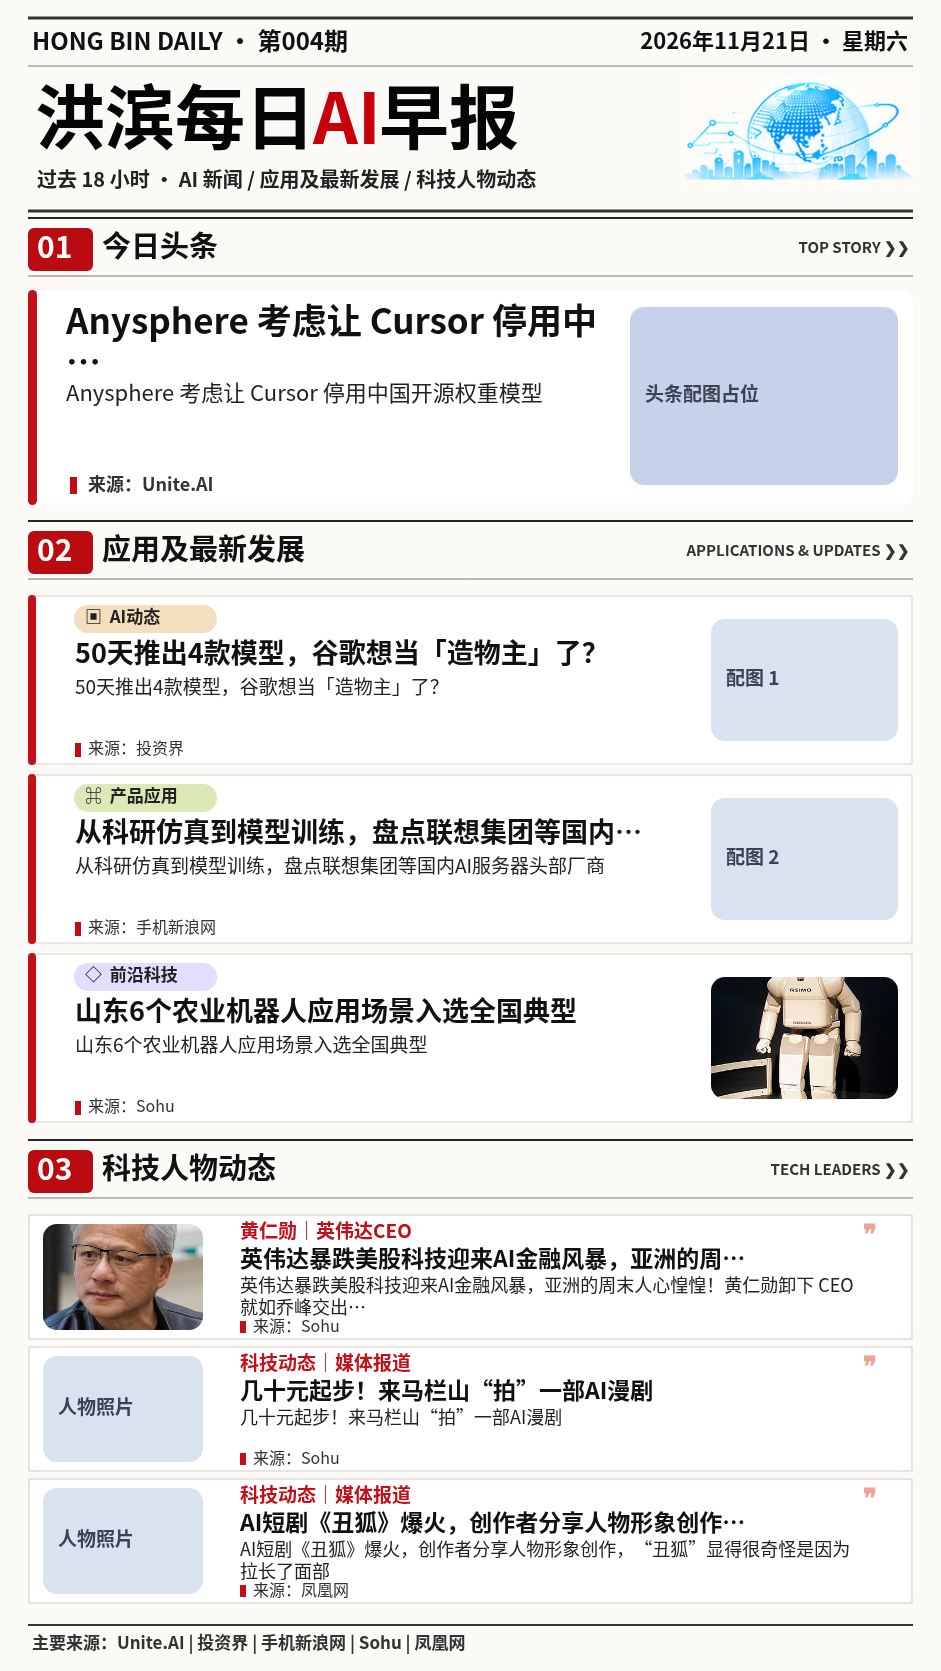 HONG BIN DAILY • 第004期
2026年11月21日 • 星期六
洪滨每日AI早报
过去 18 小时 • AI 新闻 / 应用及最新发展 / 科技人物动态
01 今日头条
TOP STORY ❯❯
Anysphere 考虑让 Cursor 停用中
…
Anysphere 考虑让 Cursor 停用中国开源权重模型
头条配图占位
来源：Unite.AI
02 应用及最新发展
APPLICATIONS & UPDATES ❯❯
▣ AI动态
50天推出4款模型，谷歌想当「造物主」了?
50天推出4款模型，谷歌想当「造物主」了?
配图 1
来源：投资界
⌘ 产品应用
从科研仿真到模型训练，盘点联想集团等国内…
从科研仿真到模型训练，盘点联想集团等国内AI服务器头部厂商
配图 2
来源：手机新浪网
◇ 前沿科技
山东6个农业机器人应用场景入选全国典型
山东6个农业机器人应用场景入选全国典型
ASIMO
HONDA
来源：Sohu
03 科技人物动态
TECH LEADERS ❯❯
黄仁勋｜英伟达CEO
英伟达暴跌美股科技迎来AI金融风暴，亚洲的周…
英伟达暴跌美股科技迎来AI金融风暴，亚洲的周末人心惶惶！黄仁勋卸下 CEO
就如乔峰交出…
来源：Sohu
科技动态｜媒体报道
几十元起步！来马栏山“拍”一部AI漫剧
几十元起步！来马栏山“拍”一部AI漫剧
人物照片
来源：Sohu
科技动态｜媒体报道
AI短剧《丑狐》爆火，创作者分享人物形象创作…
AI短剧《丑狐》爆火，创作者分享人物形象创作，“丑狐”显得很奇怪是因为
拉长了面部
人物照片
来源：凤凰网
主要来源：Unite.AI | 投资界 | 手机新浪网 | Sohu | 凤凰网